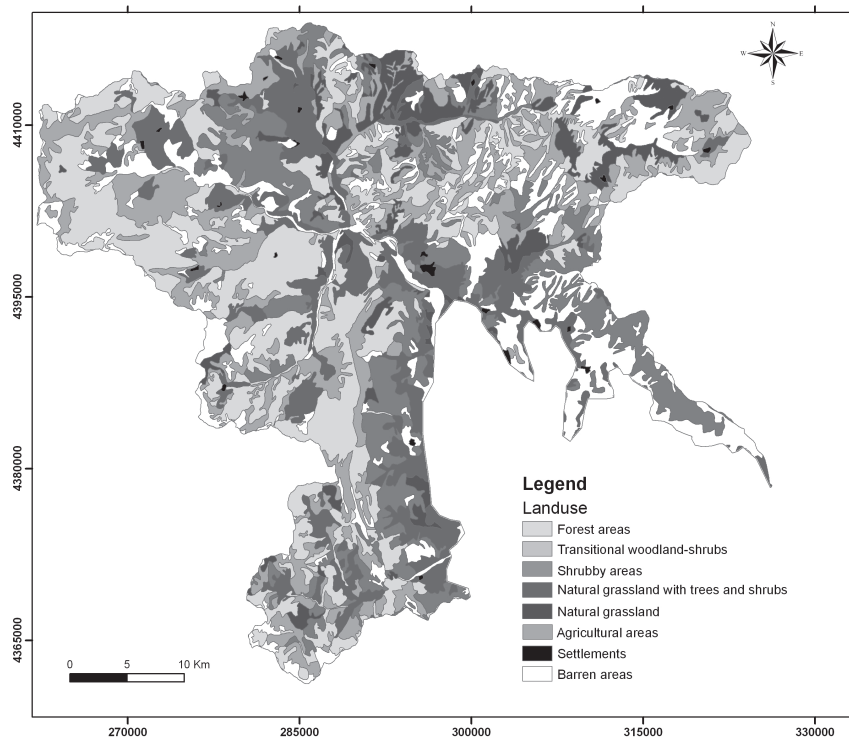 N
W E
S
4410000
4395000
4380000
4365000
Legend
Landuse
Forest areas
Transitional woodland-shrubs
Shrubby areas
Natural grassland with trees and shrubs
Natural grassland
Agricultural areas
Settlements
Barren areas
0 5 10 Km
270000 285000 300000 315000 330000